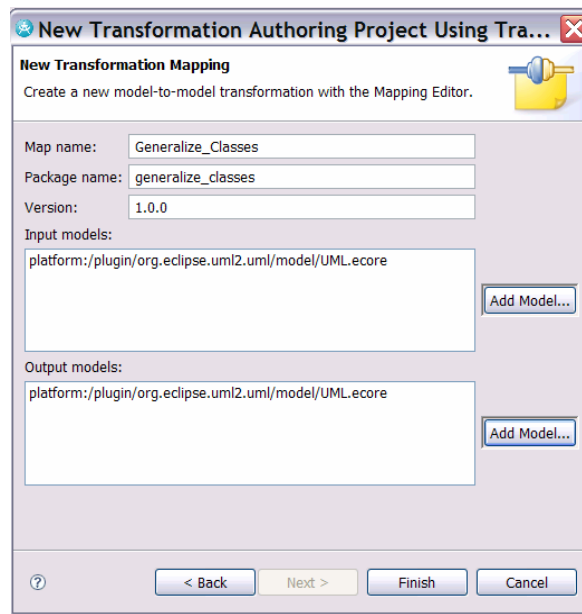 New Transformation Authoring Project Using Tra...
New Transformation Mapping
Create a new model-to-model transformation with the Mapping Editor.
Map name: Generalize_Classes
Package name: generalize_classes
Version: 1.0.0
Input models:
platform:/plugin/org.eclipse.uml2.uml/model/UML.ecore
Add Model...
Output models:
platform:/plugin/org.eclipse.uml2.uml/model/UML.ecore
Add Model...
? < Back Next > Finish Cancel